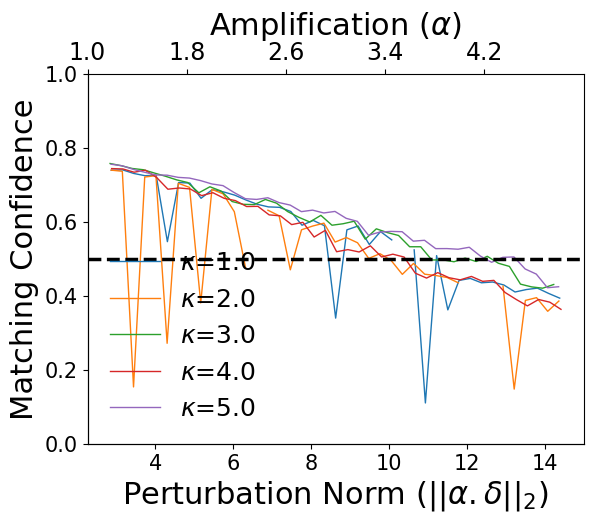 Amplification (α)
1.0 1.8 2.6 3.4 4.2
Matching Confidence
1.0
0.8
0.6
0.4
0.2
0.0
κ=1.0
κ=2.0
κ=3.0
κ=4.0
κ=5.0
4 6 8 10 12 14
Perturbation Norm (||α.δ||₂)